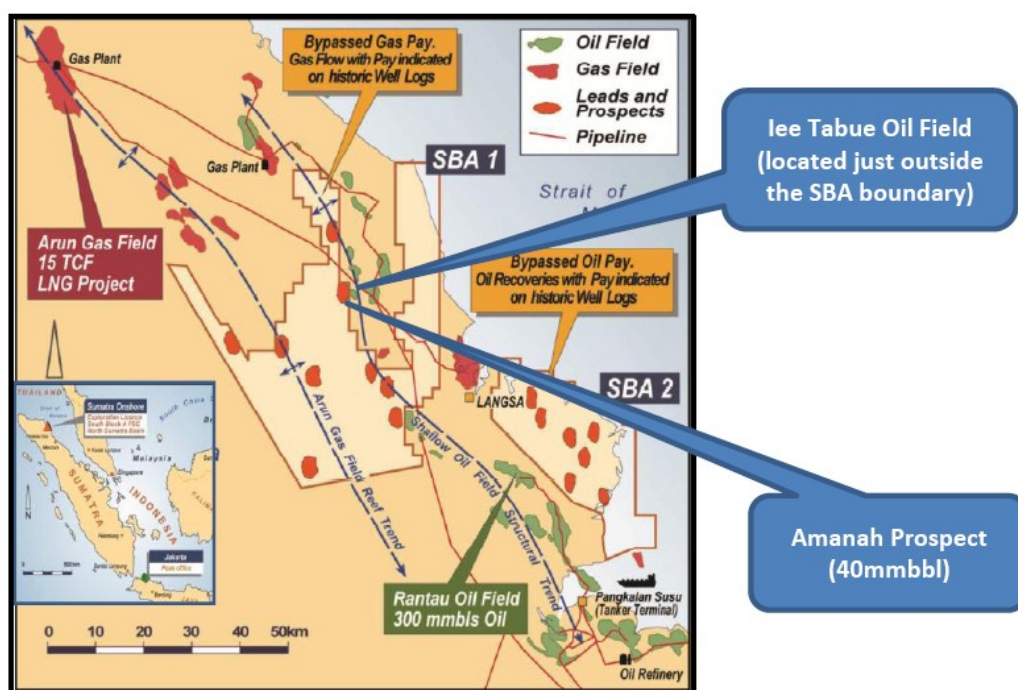 Gas Plant
Bypassed Gas Pay.
Gas Flow with Pay indicated
on historic Well Logs
Oil Field
Gas Field
Leads and
Prospects
Pipeline
Gas Plant
SBA 1
Strait of
Iee Tabue Oil Field
(located just outside
the SBA boundary)
Arun Gas Field
15 TCF
LNG Project
Bypassed Oil Pay.
Oil Recoveries with Pay indicated
on historic Well Logs
SBA 2
LANGSA
Arun Gas Field Reef Trend
Shallow Oil Field Structural Trend
THAILAND
Sumatra Onshore
Malaysia
Singapore
SUMATRA
INDONESIA
Jakarta
N
Amanah Prospect
(40mmbbl)
Rantau Oil Field
300 mmbls Oil
Pangkalan Susu
(Tanker Terminal)
Oil Refinery
0 10 20 30 40 50km